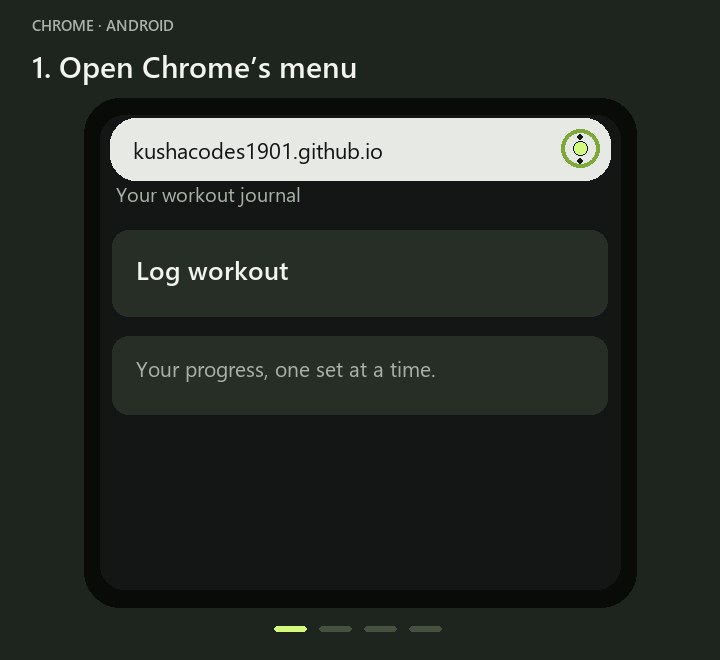 CHROME · ANDROID
1. Open Chrome’s menu
kushacodes1901.github.io
Your workout journal
Log workout
Your progress, one set at a time.